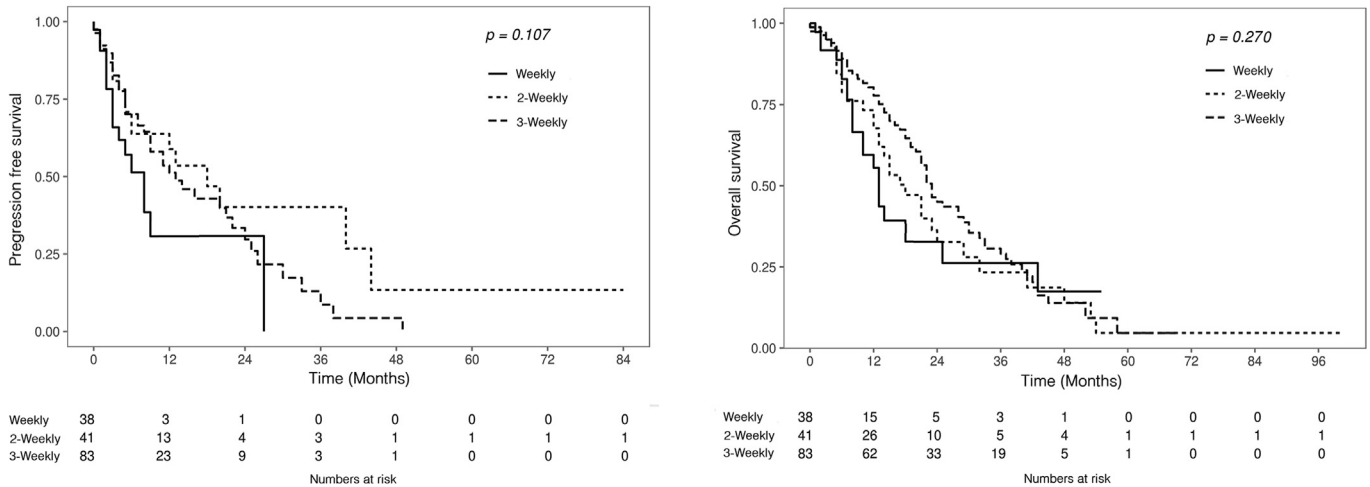 Pregression free survival
1.00
0.75
0.50
0.25
0.00
p = 0.107
Weekly
2-Weekly
3-Weekly
0 12 24 36 48 60 72 84
Time (Months)
Weekly 38 3 1 0 0 0 0 0
2-Weekly 41 13 4 3 1 1 1 1
3-Weekly 83 23 9 3 1 0 0 0
Numbers at risk
Overall survival
1.00
0.75
0.50
0.25
0.00
p = 0.270
Weekly
2-Weekly
3-Weekly
0 12 24 36 48 60 72 84 96
Time (Months)
Weekly 38 15 5 3 1 0 0 0 0
2-Weekly 41 26 10 5 4 1 1 1 1
3-Weekly 83 62 33 19 5 1 0 0 0
Numbers at risk